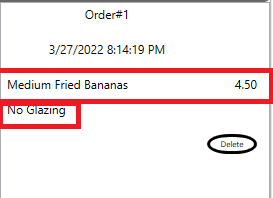 Order#1
3/27/2022 8:14:19 PM
Medium Fried Bananas 4.50
No Glazing
Delete